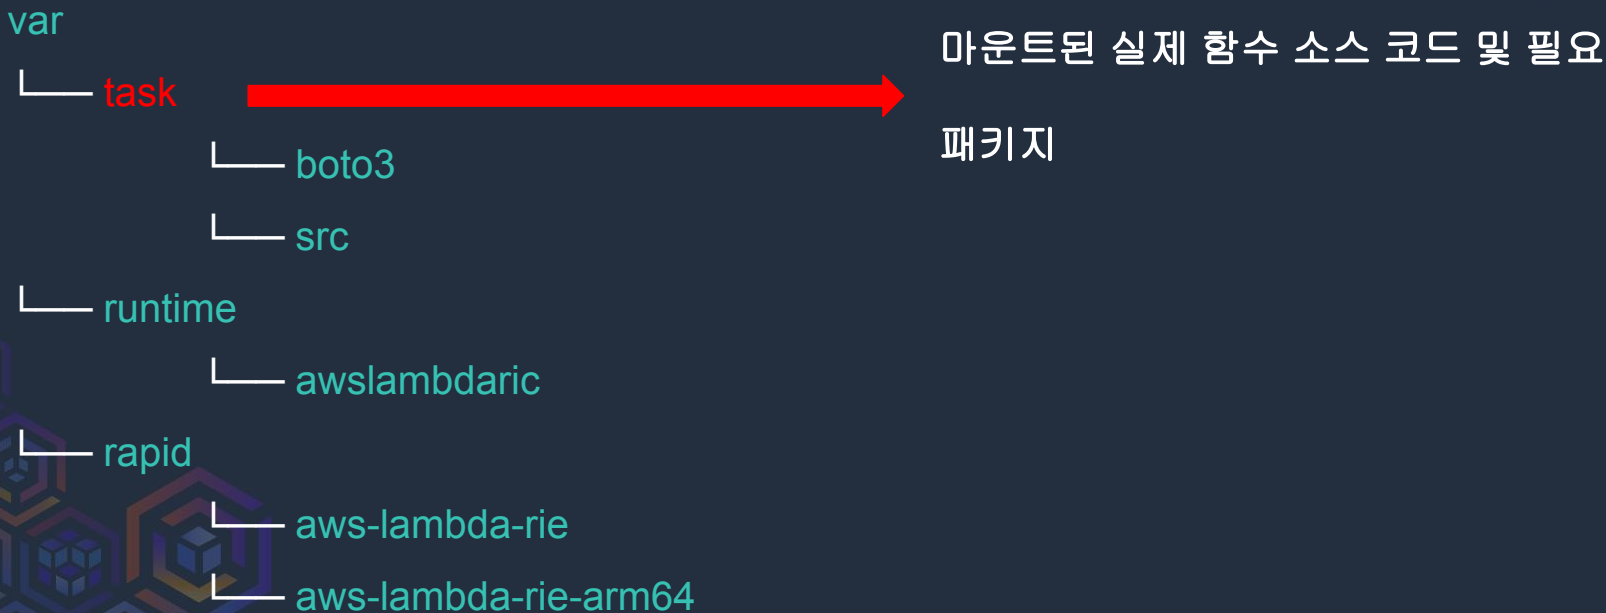 var
task
마운트된 실제 함수 소스 코드 및 필요
패키지
boto3
src
runtime
awslambdaric
rapid
aws-lambda-rie
aws-lambda-rie-arm64